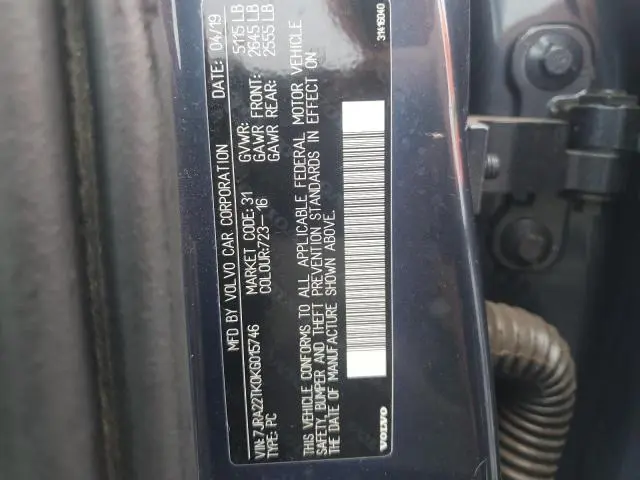 MFD BY VOLVO CAR CORPORATION DATE: 04/19
GVWR: 5115 LB
GAWR FRONT: 2645 LB
GAWR REAR: 2555 LB
VIN: 7JRA22TK0KG015746 MARKET CODE: 31
TYPE: PC COLOUR: 723-16
THIS VEHICLE CONFORMS TO ALL APPLICABLE FEDERAL MOTOR VEHICLE
SAFETY, BUMPER AND THEFT PREVENTION STANDARDS IN EFFECT ON
THE DATE OF MANUFACTURE SHOWN ABOVE.
VOLVO 31416040